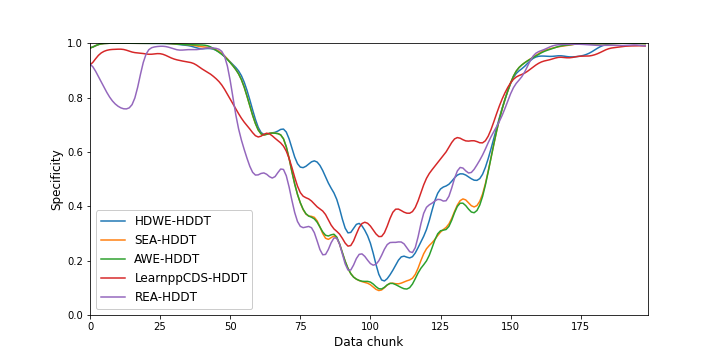 1.0
0.8
0.6
0.4
0.2
0.0
Specificity
HDWE-HDDT
SEA-HDDT
AWE-HDDT
LearnppCDS-HDDT
REA-HDDT
0 25 50 75 100 125 150 175
Data chunk